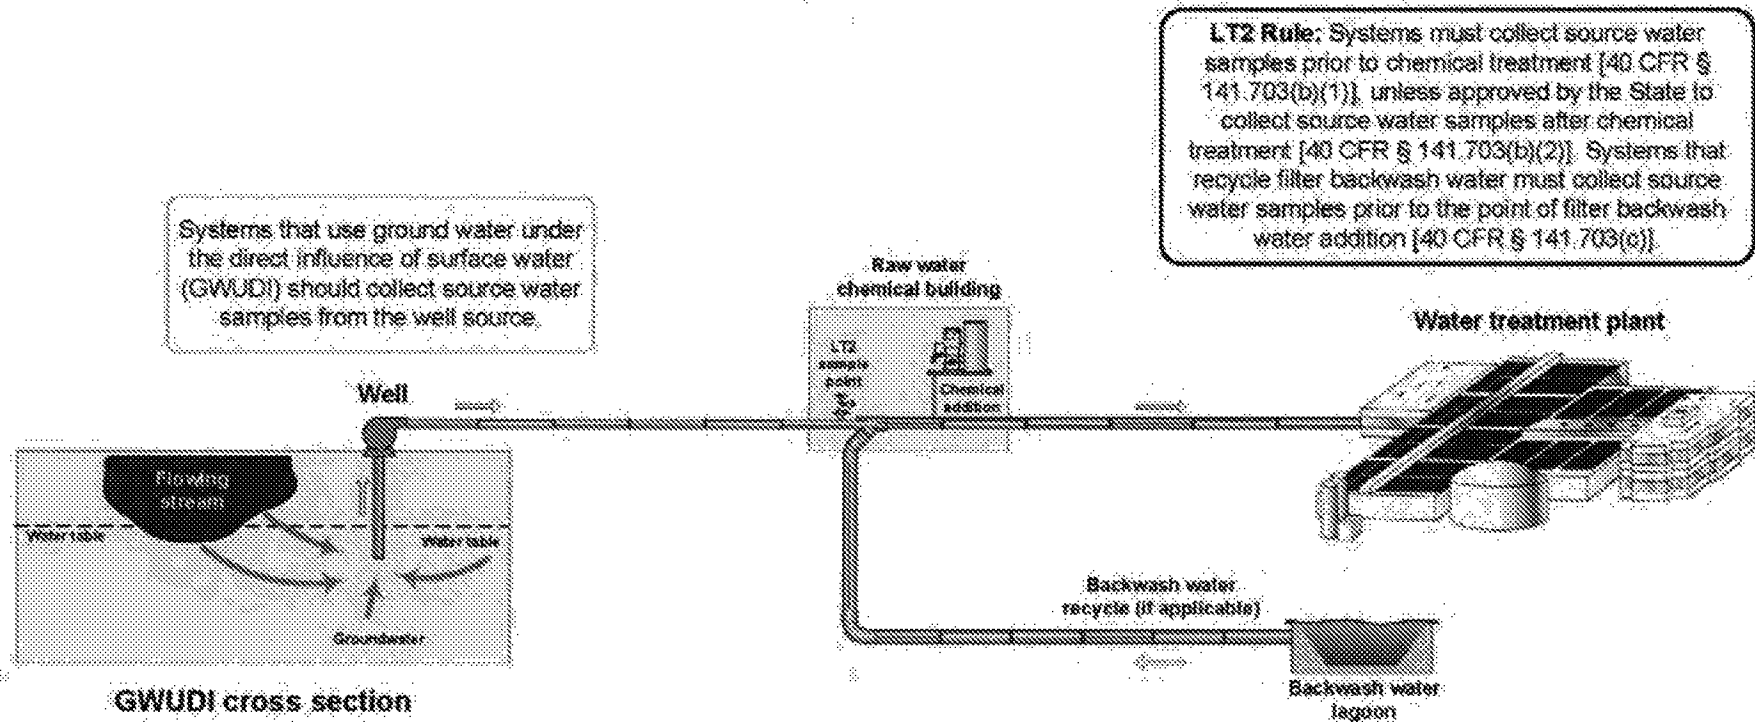 LT2 Rule: Systems must collect source water
samples prior to chemical treatment [40 CFR §
141.703(b)(1)], unless approved by the State to
collect source water samples after chemical
treatment [40 CFR § 141.703(b)(2)]. Systems that
recycle filter backwash water must collect source
water samples prior to the point of filter backwash
water addition [40 CFR § 141.703(c)].
Systems that use ground water under
the direct influence of surface water
(GWUDI) should collect source water
samples from the well source.
Raw water
chemical building
Water treatment plant
LT2
sample
point
Chemical
addition
Well
Flowing
stream
Water table
Water table
Groundwater
Backwash water
recycle (if applicable)
Backwash water
lagoon
GWUDI cross section